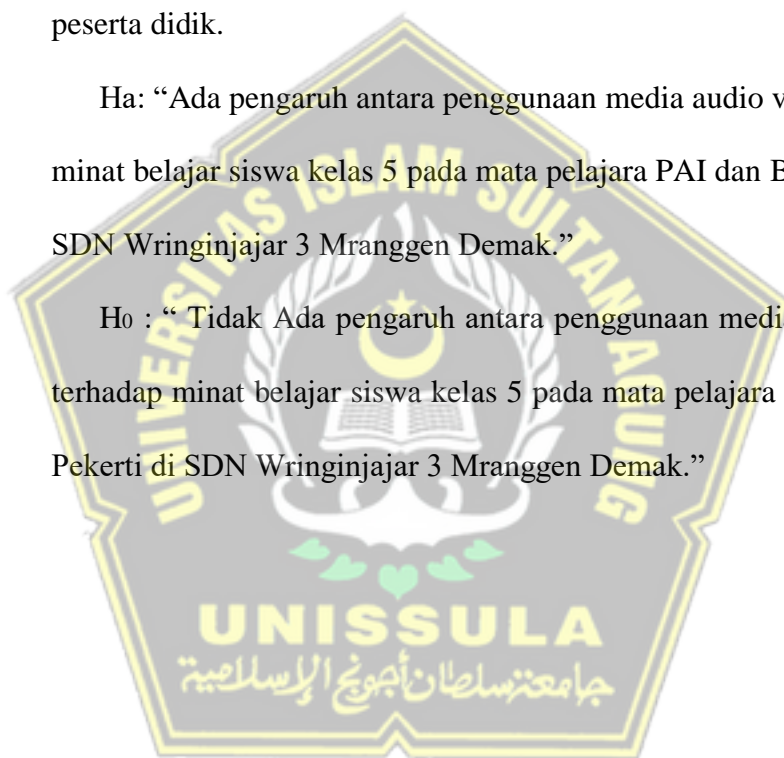 peserta didik.
Ha: “Ada pengaruh antara penggunaan media audio
minat belajar siswa kelas 5 pada mata pelajara PAI dan
SDN Wringinjajar 3 Mranggen Demak.”
H0 : “ Tidak Ada pengaruh antara penggunaan
terhadap minat belajar siswa kelas 5 pada mata pelajara
Pekerti di SDN Wringinjajar 3 Mranggen Demak.”
UNIVERSITAS ISLAM SULTAN AGUNG
UNISSULA
جامعة سلطان أجونج الإسلامية